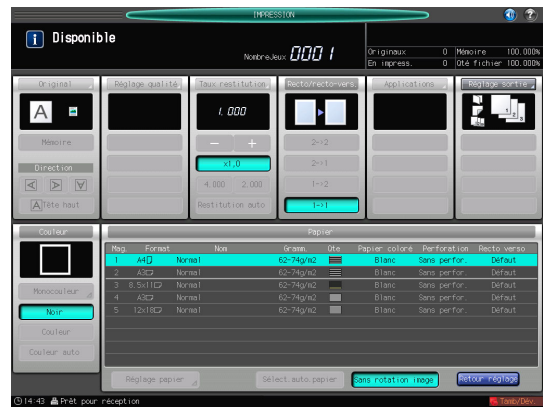 IMPRESSION
Disponible
NombreJeux 0001
Originaux 0 Mémoire 100.000%
En impress. 0 Qté fichier 100.000%
Original Réglage qualité Taux restitution Recto/recto-vers. Applications Réglage sortie
A 1.000 1 2
Mémoire - + 2->2
Direction x1,0 2->1
A A A 4,000 2,000 1->2
A Tête haut Restitution auto 1->1
Couleur Papier
Mag. Format Nom Gramm. Qte Papier coloré Perforation Recto verso
1 A4 Normal 62-74g/m2 Blanc Sans perfor. Défaut
2 A3 Normal 62-74g/m2 Blanc Sans perfor. Défaut
3 8.5x11 Normal 62-74g/m2 Blanc Sans perfor. Défaut
4 A3 Normal 62-74g/m2 Blanc Sans perfor. Défaut
5 12x18 Normal 62-74g/m2 Blanc Sans perfor. Défaut
Monocouleur
Noir
Couleur
Couleur auto
Réglage papier Sélect.auto.papier Sans rotation image Retour réglage
14:43 Prêt pour réception Tamb/Dév.